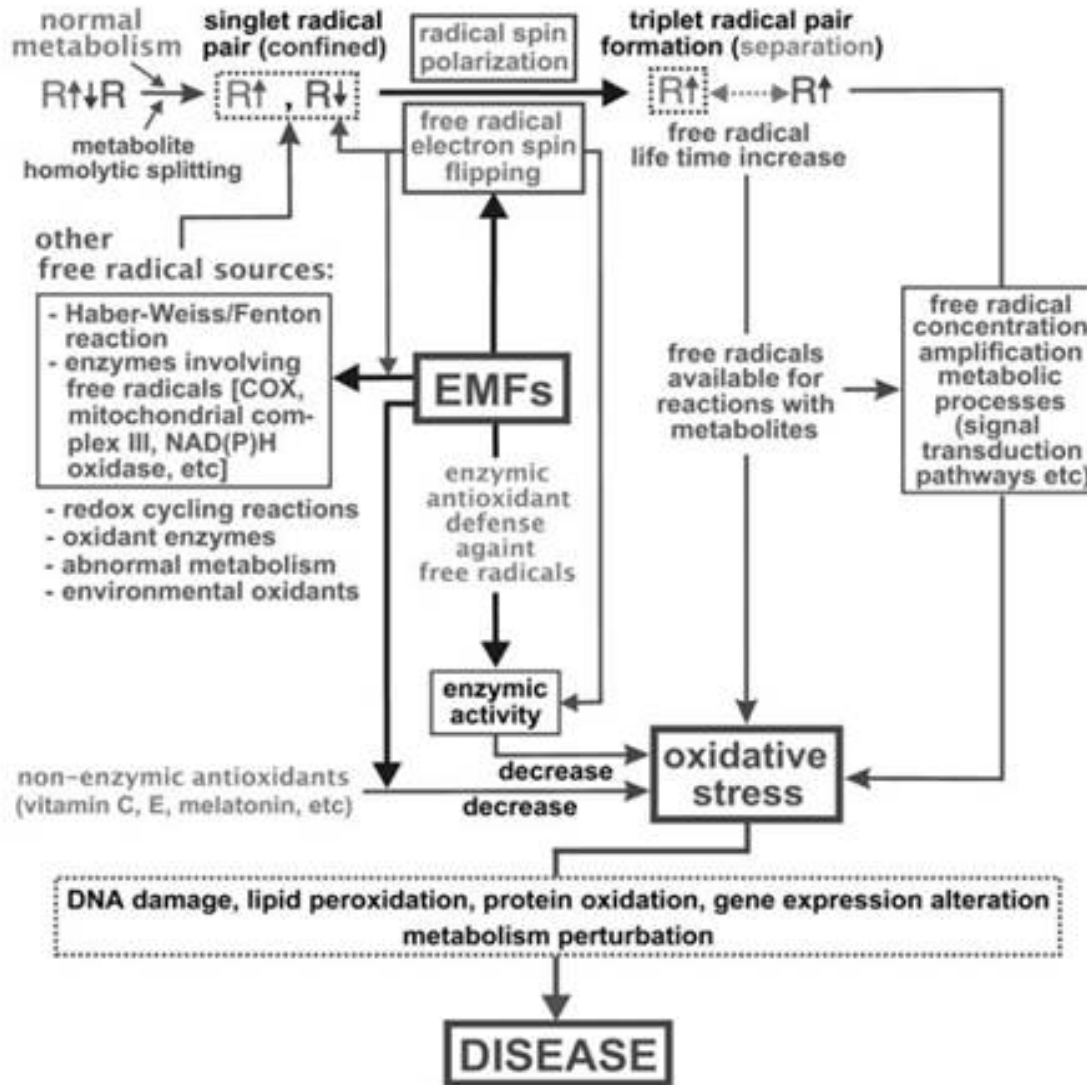 normal
metabolism
R↑↓R
metabolite
homolytic splitting
singlet radical
pair (confined)
R↑ , R↓
radical spin
polarization
free radical
electron spin
flipping
triplet radical pair
formation (separation)
R↑ R↑
free radical
life time increase
other
free radical sources:
- Haber-Weiss/Fenton
reaction
- enzymes involving
free radicals [COX,
mitochondrial com-
plex III, NAD(P)H
oxidase, etc]
- redox cycling reactions
- oxidant enzymes
- abnormal metabolism
- environmental oxidants
EMFs
enzymic
antioxidant
defense
againt
free radicals
free radicals
available for
reactions with
metabolites
free radical
concentration
amplification
metabolic
processes
(signal
transduction
pathways etc)
enzymic
activity
decrease
non-enzymic antioxidants
(vitamin C, E, melatonin, etc)
decrease
oxidative
stress
DNA damage, lipid peroxidation, protein oxidation, gene expression alteration
metabolism perturbation
DISEASE